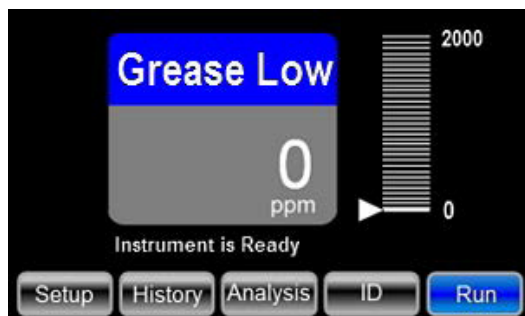 Grease Low
2000
0
ppm
0
Instrument is Ready
Setup History Analysis ID Run